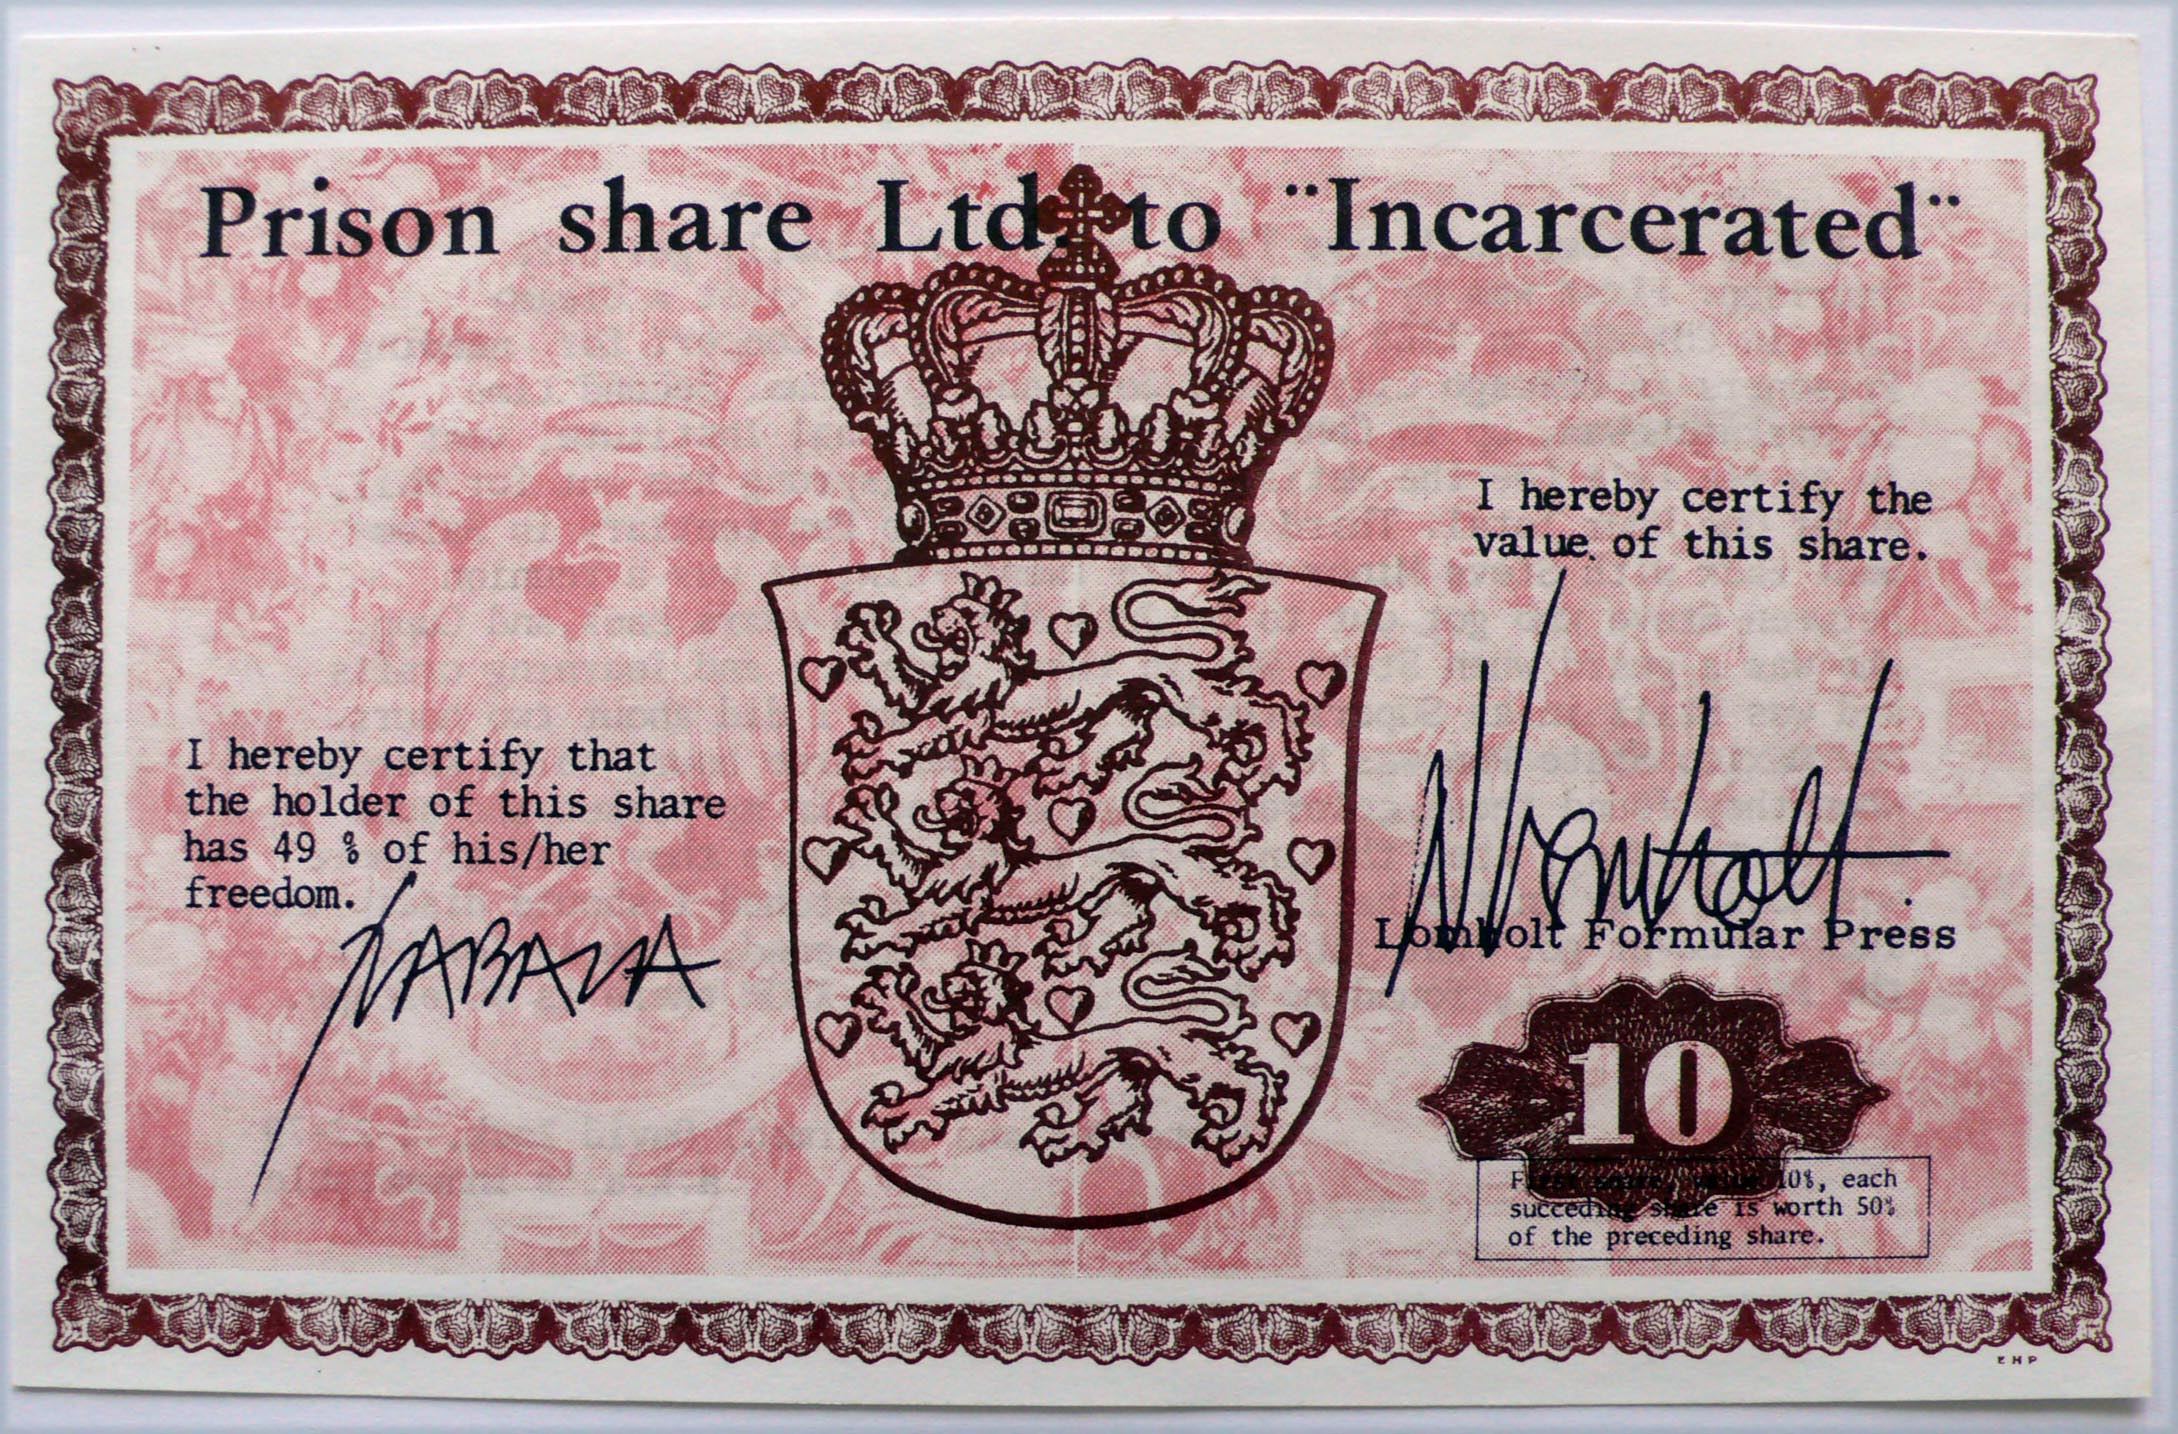 Prison share Ltd. to ¨Incarcerated¨
I hereby certify the
value of this share.
I hereby certify that
the holder of this share
has 49 % of his/her
freedom.
Lomholt Formular Press
10
First share, value 10%, each
succeding share is worth 50%
of the preceding share.
EHP